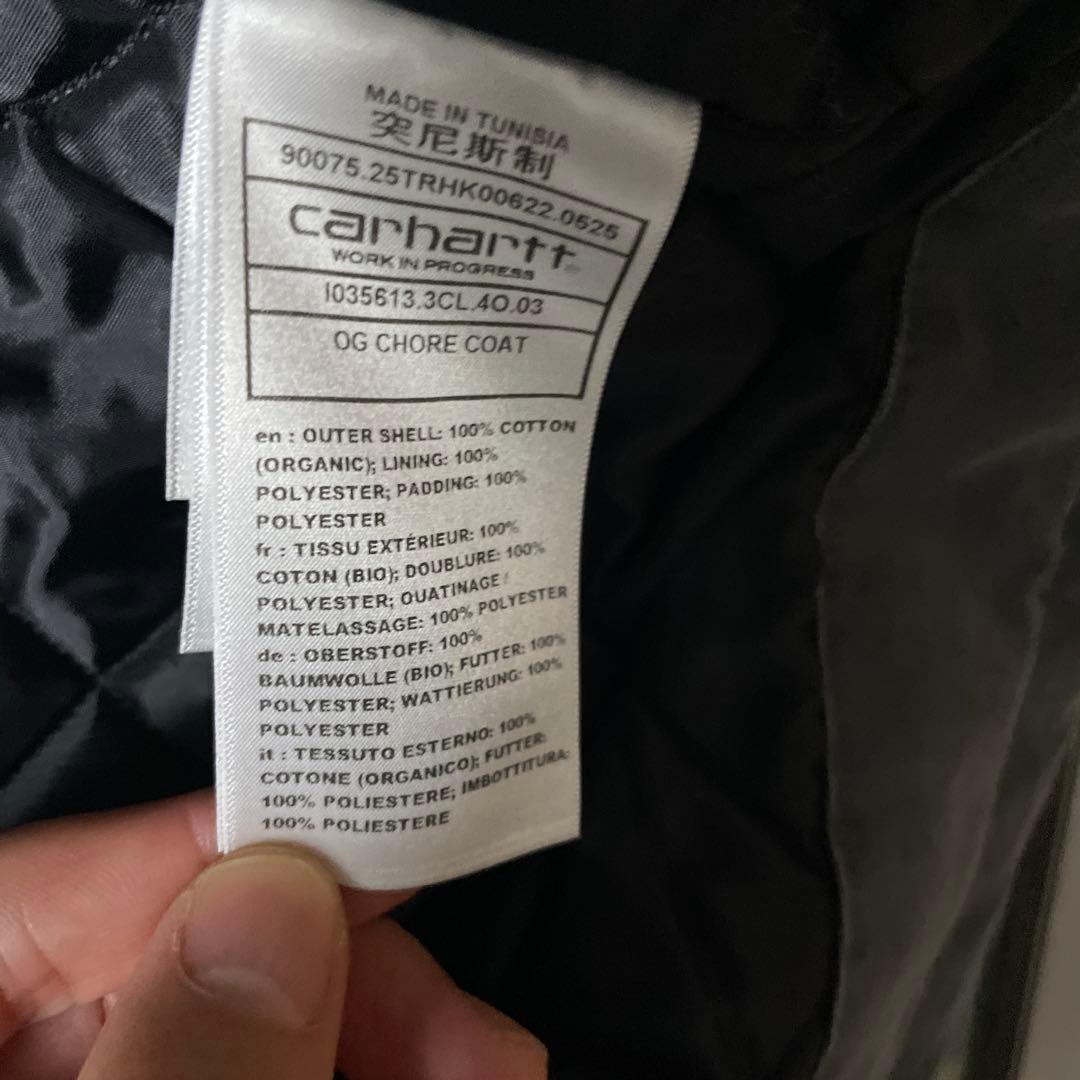 MADE IN TUNISIA
突尼斯制
90075.25TRHK00622.0525
carhartt
WORK IN PROGRESS
I035613.3CL.4O.03
OG CHORE COAT
en : OUTER SHELL: 100% COTTON
(ORGANIC); LINING: 100%
POLYESTER; PADDING: 100%
POLYESTER
fr : TISSU EXTÉRIEUR: 100%
COTON (BIO); DOUBLURE: 100%
POLYESTER; OUATINAGE /
MATELASSAGE: 100% POLYESTER
de : OBERSTOFF: 100%
BAUMWOLLE (BIO); FUTTER: 100%
POLYESTER; WATTIERUNG: 100%
POLYESTER
it : TESSUTO ESTERNO: 100%
COTONE (ORGANICO); FUTTER:
100% POLIESTERE; IMBOTTITURA:
100% POLIESTERE